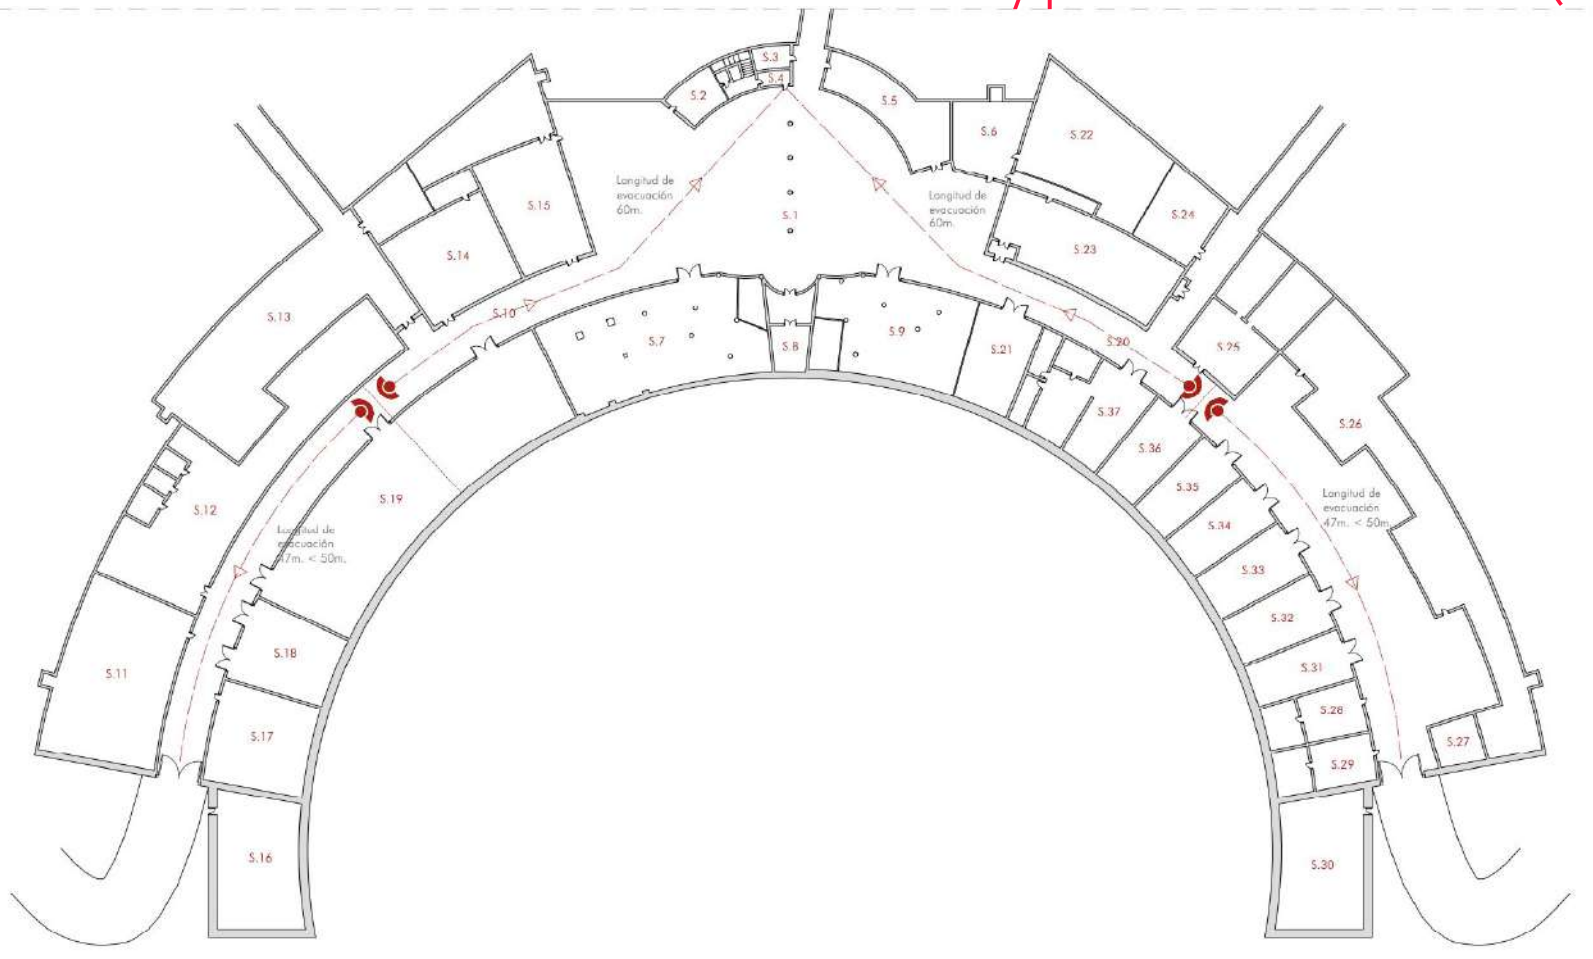 S.3
S.4
S.2
S.5
S.6
S.22
Longitud de
evacuación
60m.
S.15
S.1
Longitud de
evacuación
60m.
S.24
S.14
S.23
S.13
S.10
S.7
S.8
S.9
S.21
S.20
S.25
S.37
S.26
S.36
S.19
S.35
S.12
Longitud de
evacuación
47m. < 50m.
S.34
Longitud de
evacuación
47m. < 50m.
S.33
S.32
S.18
S.11
S.31
S.28
S.17
S.27
S.29
S.16
S.30